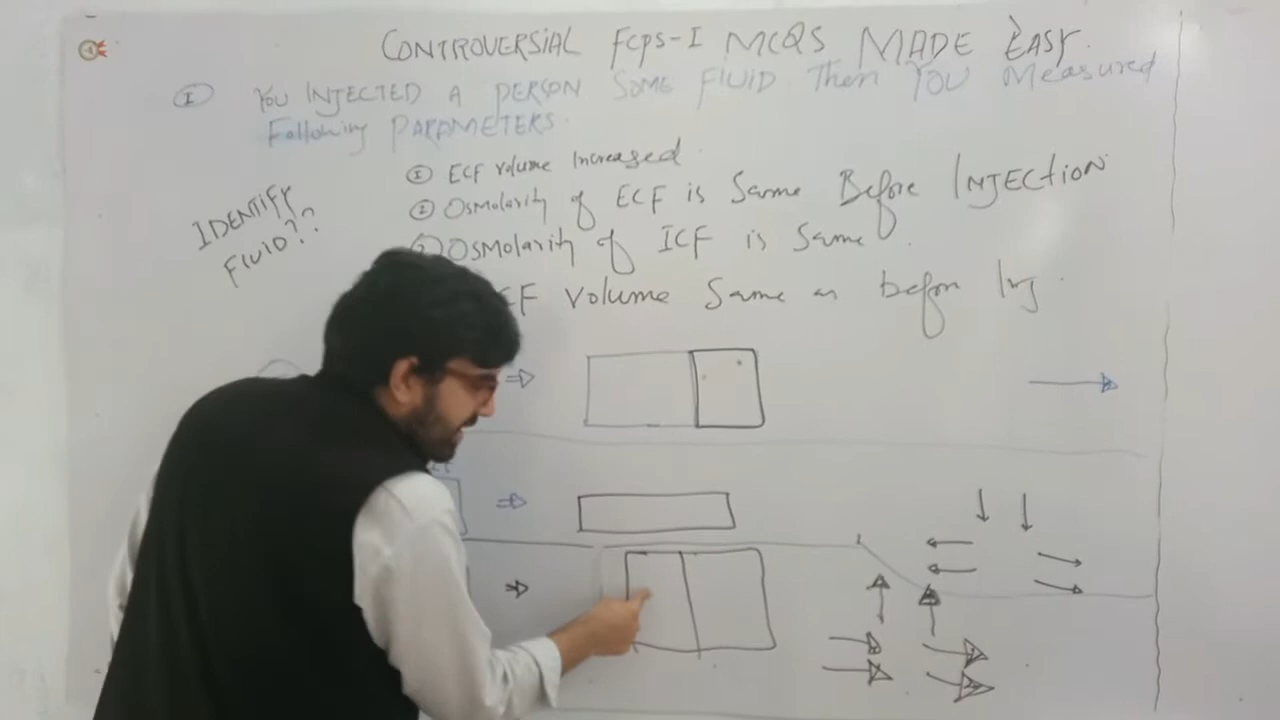 CONTROVERSIAL FCPS-I MCQS MADE EASY.
① YOU INJECTED A PERSON SOME FLUID. Then YOU Measured
Following PARAMETERS.
① ECF Volume Increased
② Osmolarity of ECF is Same Before INJECTION
③ Osmolarity of ICF is Same.
CF Volume Same as before Inj.
IDENTIFY
FLUID??